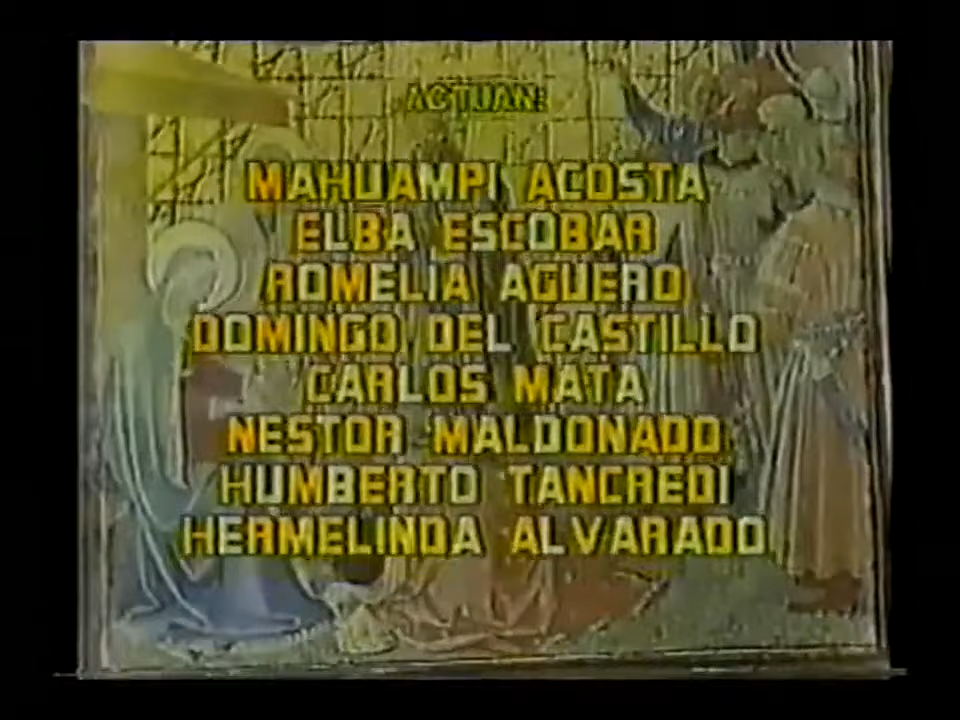 ACTUAN:
MAHUAMPI ACOSTA
ELBA ESCOBAR
ROMELIA AGUERO
DOMINGO DEL CASTILLO
CARLOS MATA
NESTOR MALDONADO
HUMBERTO TANCREDI
HERMELINDA ALVARADO